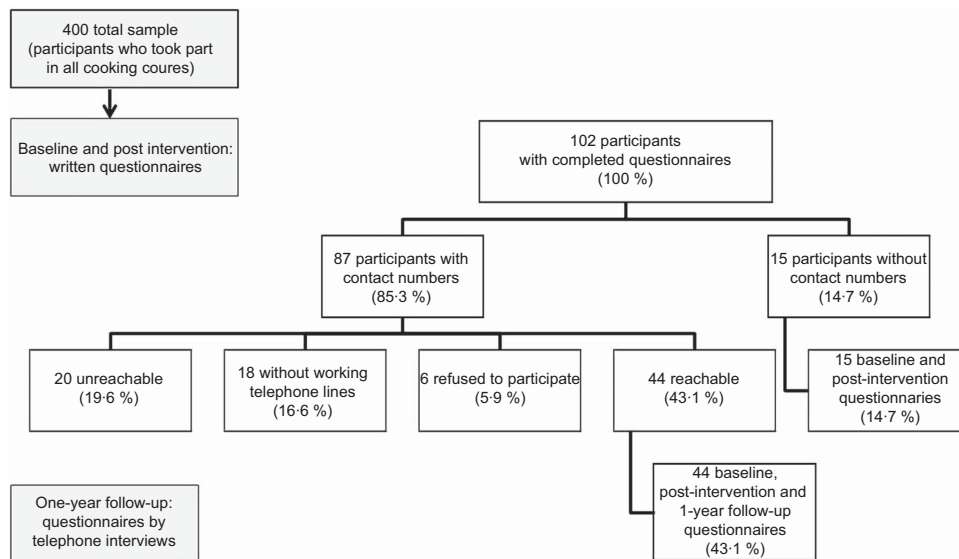 400 total sample
(participants who took part
in all cooking coures)
Baseline and post intervention:
written questionnaires
102 participants
with completed questionnaires
(100 %)
87 participants with
contact numbers
(85·3 %)
15 participants without
contact numbers
(14·7 %)
20 unreachable
(19·6 %)
18 without working
telephone lines
(16·6 %)
6 refused to participate
(5·9 %)
44 reachable
(43·1 %)
15 baseline and
post-intervention
questionnaries
(14·7 %)
44 baseline,
post-intervention and
1-year follow-up
questionnaires
(43·1 %)
One-year follow-up:
questionnaires by
telephone interviews